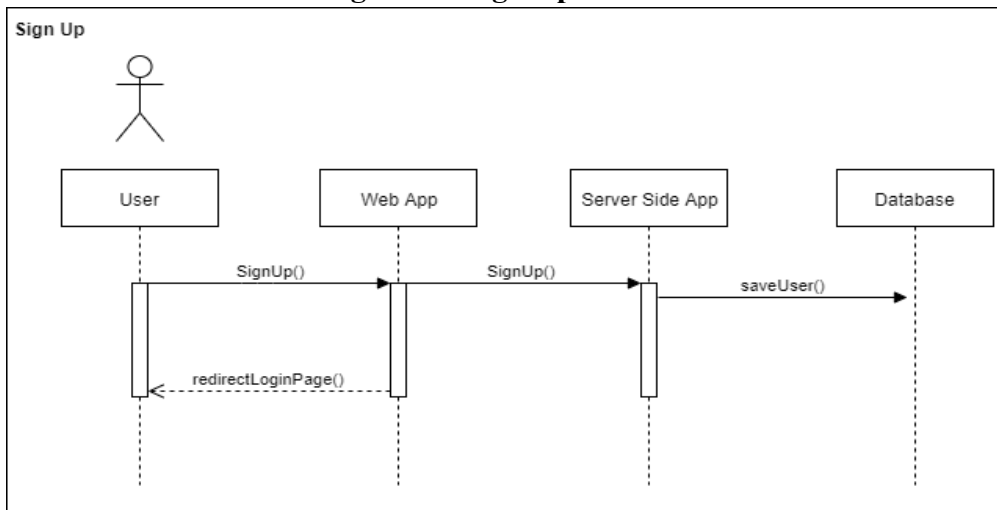 Sign Up
User
Web App
Server Side App
Database
SignUp()
SignUp()
saveUser()
redirectLoginPage()